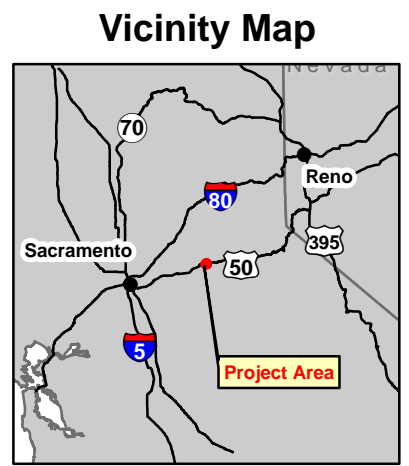 Vicinity Map
Nevada
70
Reno
80
Sacramento
50
395
5
Project Area